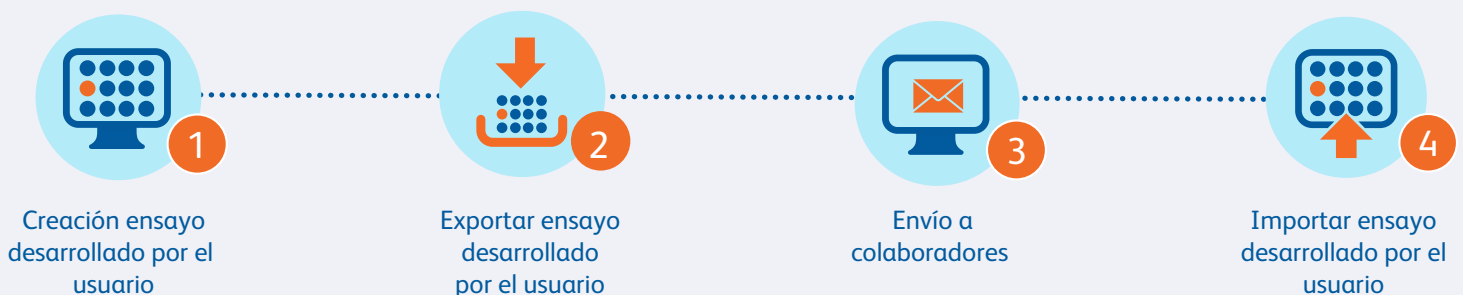 1
Creación ensayo
desarrollado por el
usuario
2
Exportar ensayo
desarrollado
por el usuario
3
Envío a
colaboradores
4
Importar ensayo
desarrollado por el
usuario